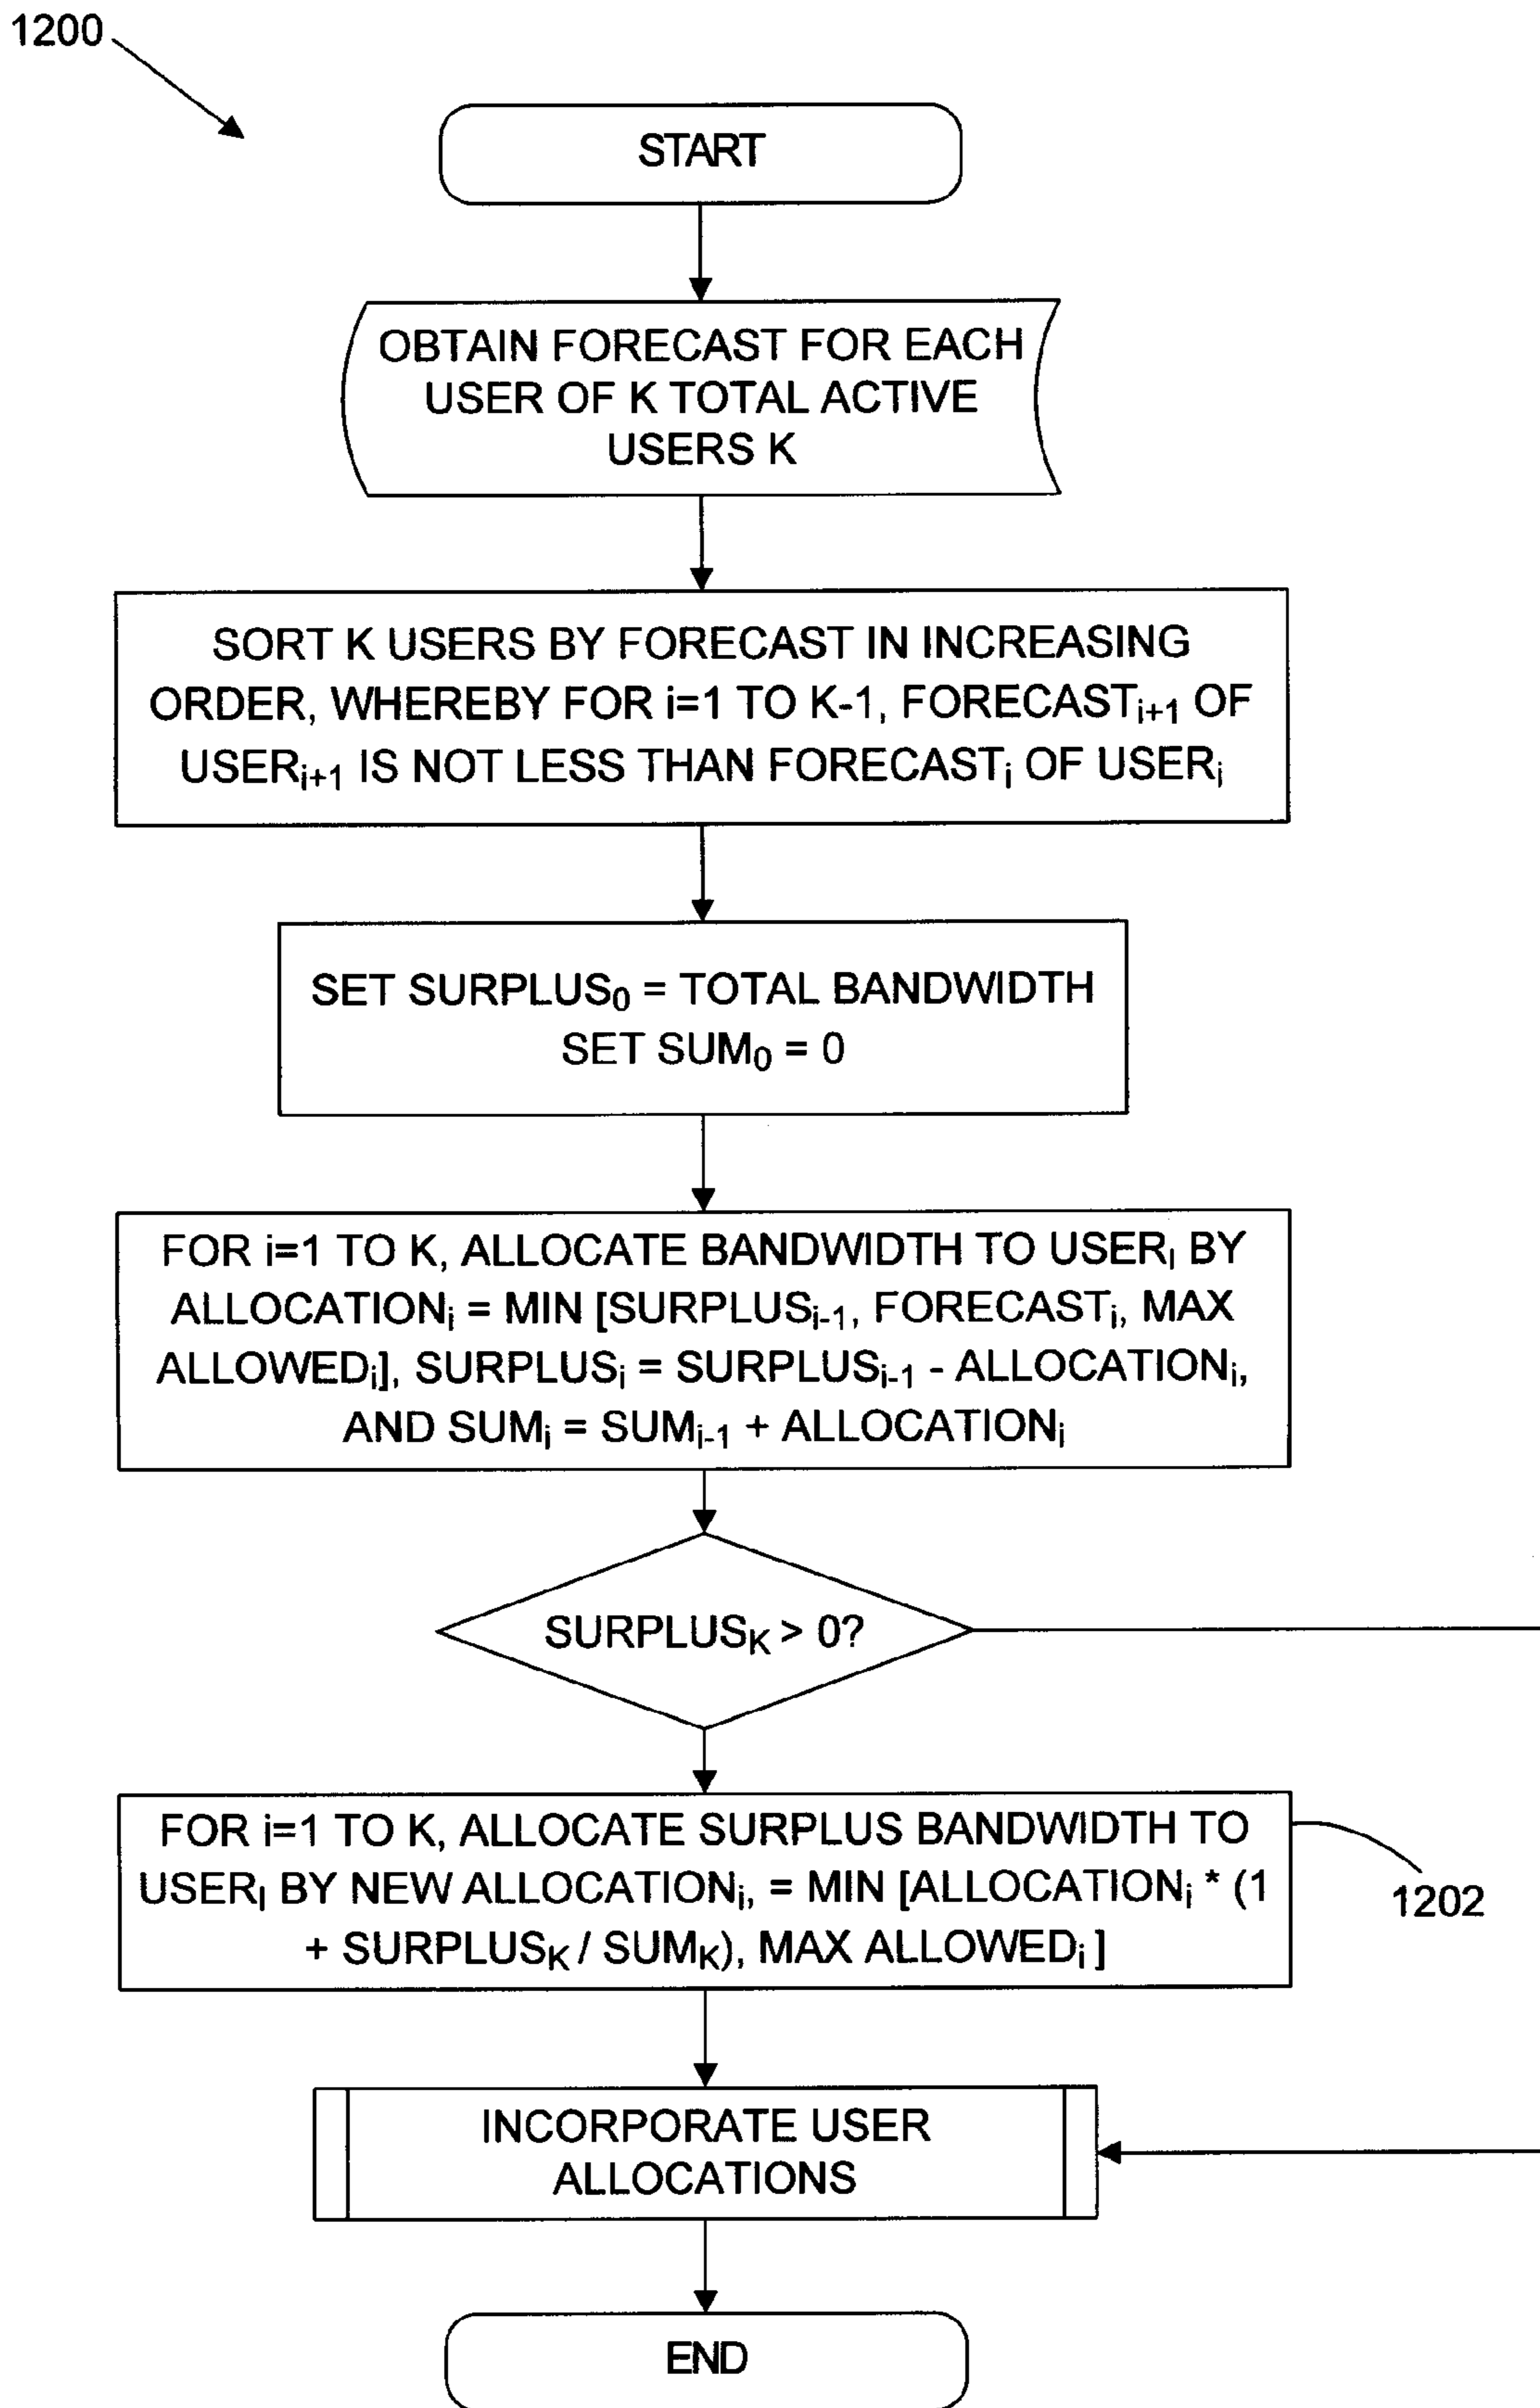 1200
START
OBTAIN FORECAST FOR EACH
USER OF K TOTAL ACTIVE
USERS K
SORT K USERS BY FORECAST IN INCREASING
ORDER, WHEREBY FOR i=1 TO K-1, FORECASTi+1 OF
USERi+1 IS NOT LESS THAN FORECASTi OF USERi
SET SURPLUS0 = TOTAL BANDWIDTH
SET SUM0 = 0
FOR i=1 TO K, ALLOCATE BANDWIDTH TO USERI BY
ALLOCATIONi = MIN [SURPLUSi-1, FORECASTi, MAX
ALLOWEDi], SURPLUSi = SURPLUSi-1 - ALLOCATIONi,
AND SUMi = SUMi-1 + ALLOCATIONi
SURPLUSK > 0?
FOR i=1 TO K, ALLOCATE SURPLUS BANDWIDTH TO
USERI BY NEW ALLOCATIONi, = MIN [ALLOCATIONi * (1
+ SURPLUSK / SUMK), MAX ALLOWEDi ]
1202
INCORPORATE USER
ALLOCATIONS
END